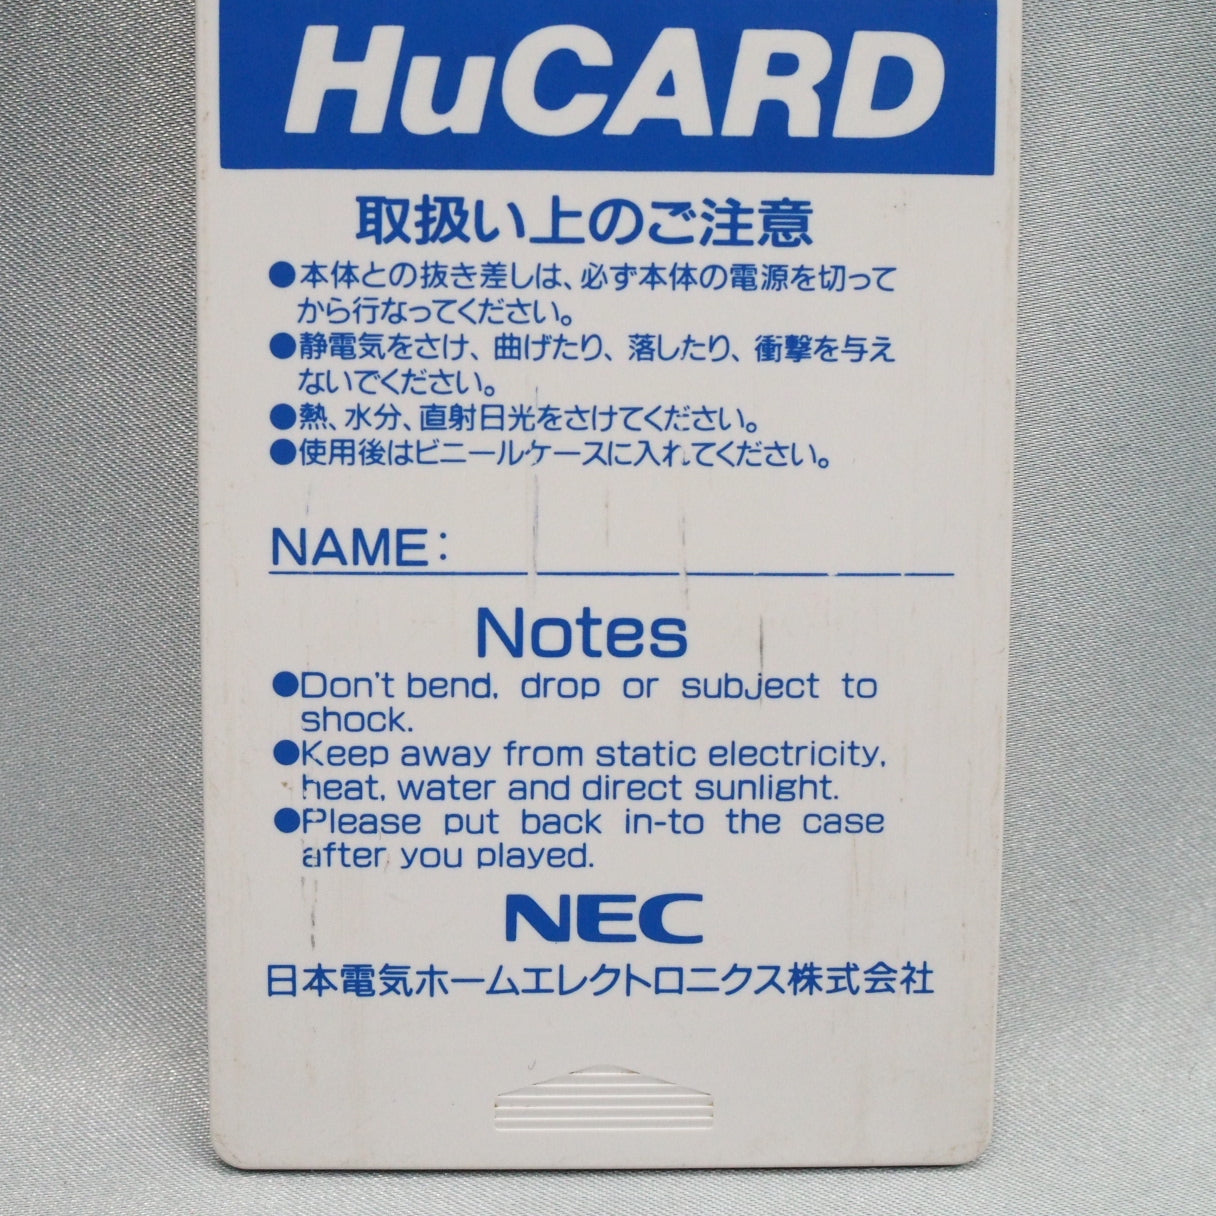 HuCARD
取扱い上のご注意
●本体との抜き差しは、必ず本体の電源を切って
から行なってください。
●静電気をさけ、曲げたり、落したり、衝撃を与え
ないでください。
●熱、水分、直射日光をさけてください。
●使用後はビニールケースに入れてください。
NAME:
Notes
●Don't bend, drop or subject to
shock.
●Keep away from static electricity,
heat, water and direct sunlight.
●Please put back in-to the case
after you played.
NEC
日本電気ホームエレクトロニクス株式会社